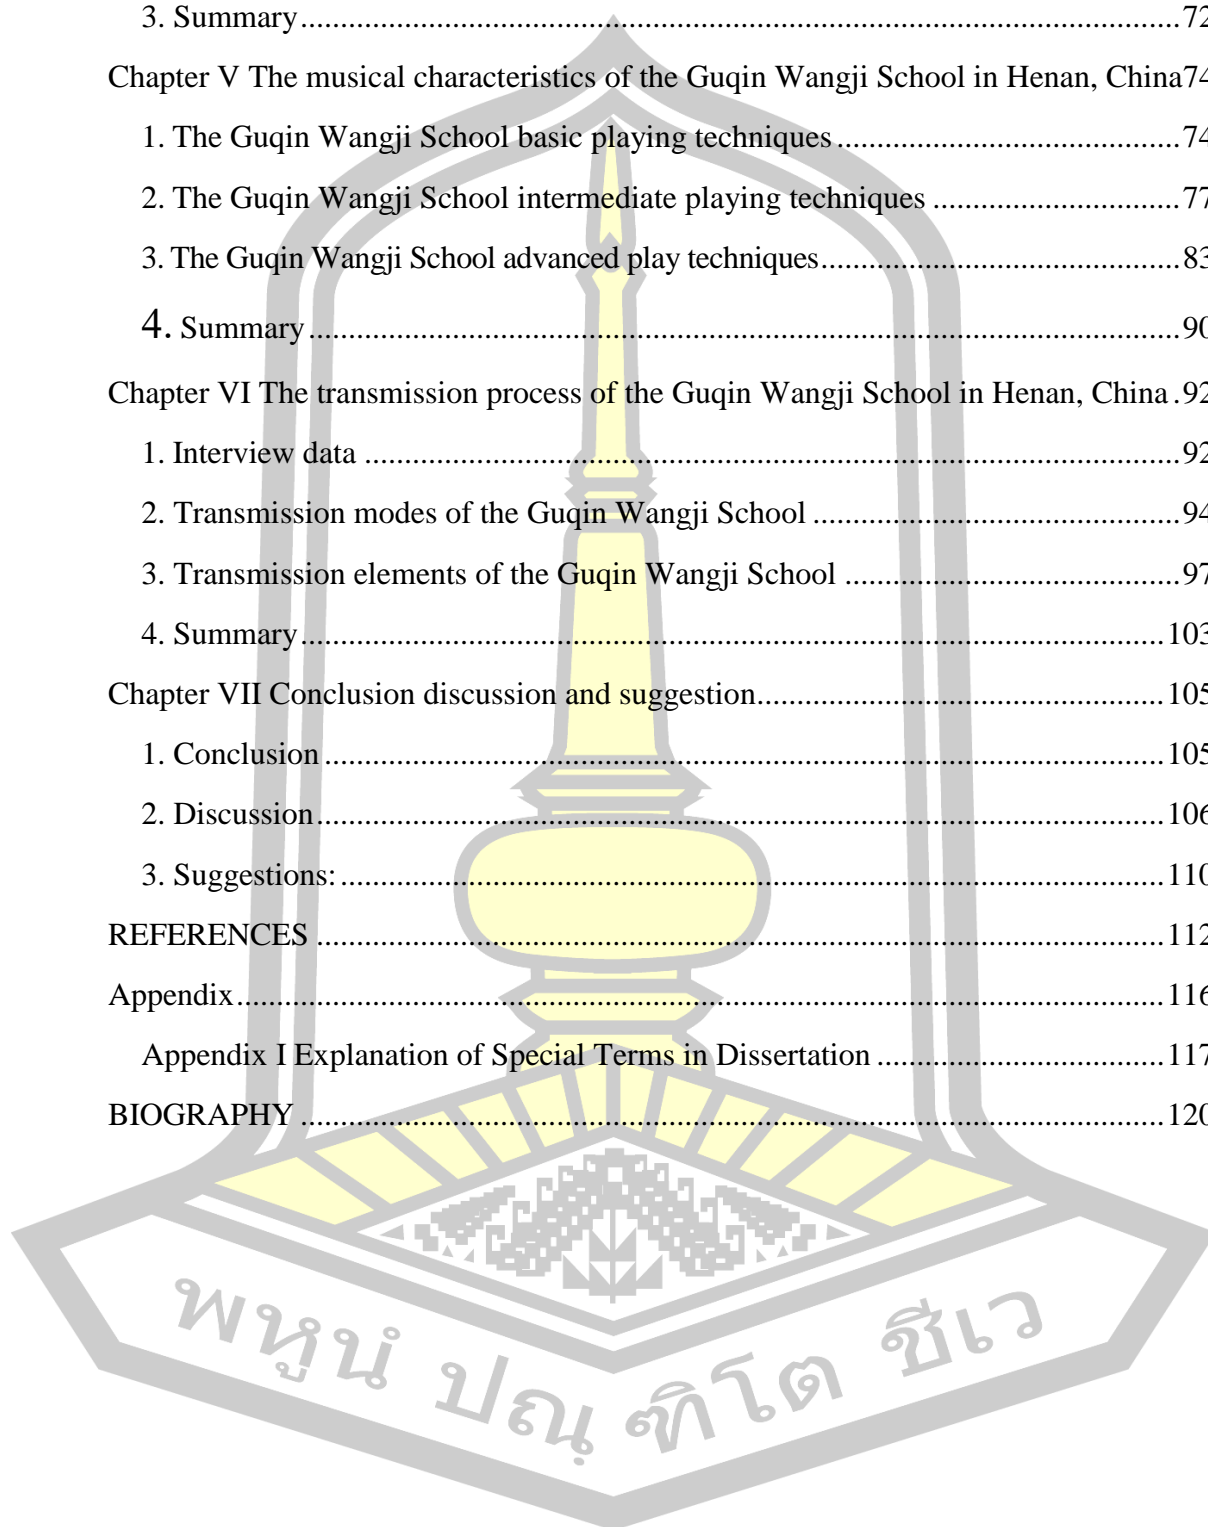 3. Summary.......................................................................................................72
Chapter V The musical characteristics of the Guqin Wangji School in Henan, China74
1. The Guqin Wangji School basic playing techniques...........................................74
2. The Guqin Wangji School intermediate playing techniques...............................77
3. The Guqin Wangji School advanced play techniques.............................................83
4. Summary......................................................................................................90
Chapter VI The transmission process of the Guqin Wangji School in Henan, China.92
1. Interview data................................................................................................92
2. Transmission modes of the Guqin Wangji School..............................................94
3. Transmission elements of the Guqin Wangji School...........................................97
4. Summary.....................................................................................................103
Chapter VII Conclusion discussion and suggestion...................................................105
1. Conclusion..................................................................................................105
2. Discussion...................................................................................................106
3. Suggestions:................................................................................................110
REFERENCES....................................................................................................112
Appendix.............................................................................................................116
Appendix I Explanation of Special Terms in Dissertation....................................117
BIOGRAPHY......................................................................................................120
พหูนํ ปณฺฑิโต ชีเว